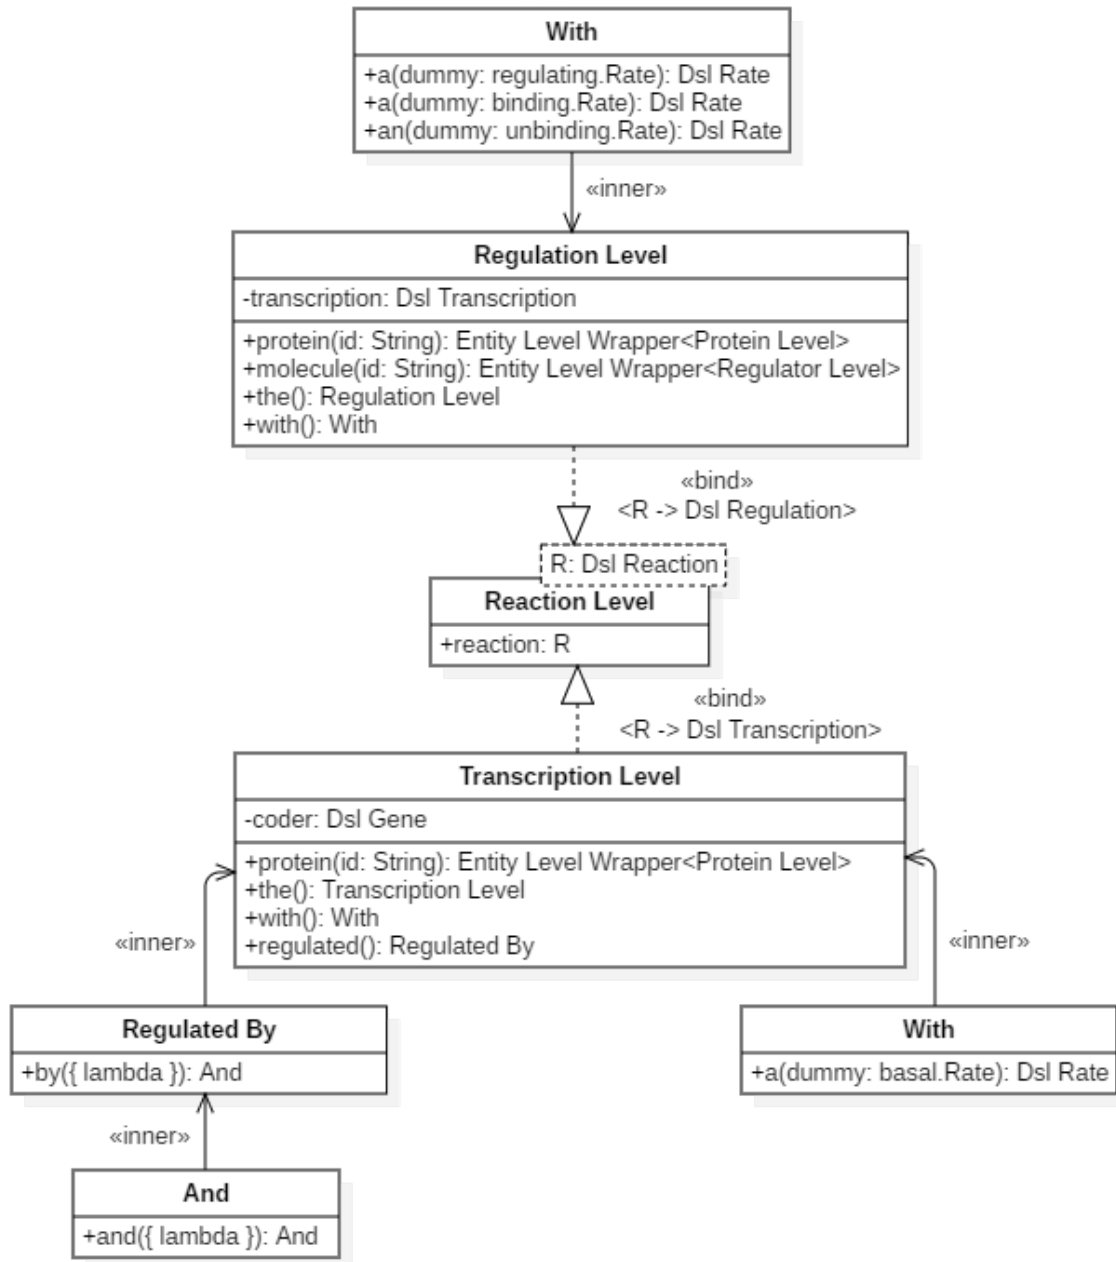 With
+a(dummy: regulating.Rate): Dsl Rate
+a(dummy: binding.Rate): Dsl Rate
+an(dummy: unbinding.Rate): Dsl Rate
«inner»
Regulation Level
-transcription: Dsl Transcription
+protein(id: String): Entity Level Wrapper<Protein Level>
+molecule(id: String): Entity Level Wrapper<Regulator Level>
+the(): Regulation Level
+with(): With
«bind»
<R -> Dsl Regulation>
R: Dsl Reaction
Reaction Level
+reaction: R
«bind»
<R -> Dsl Transcription>
Transcription Level
-coder: Dsl Gene
+protein(id: String): Entity Level Wrapper<Protein Level>
+the(): Transcription Level
+with(): With
+regulated(): Regulated By
«inner»
«inner»
Regulated By
+by({ lambda }): And
With
+a(dummy: basal.Rate): Dsl Rate
«inner»
And
+and({ lambda }): And